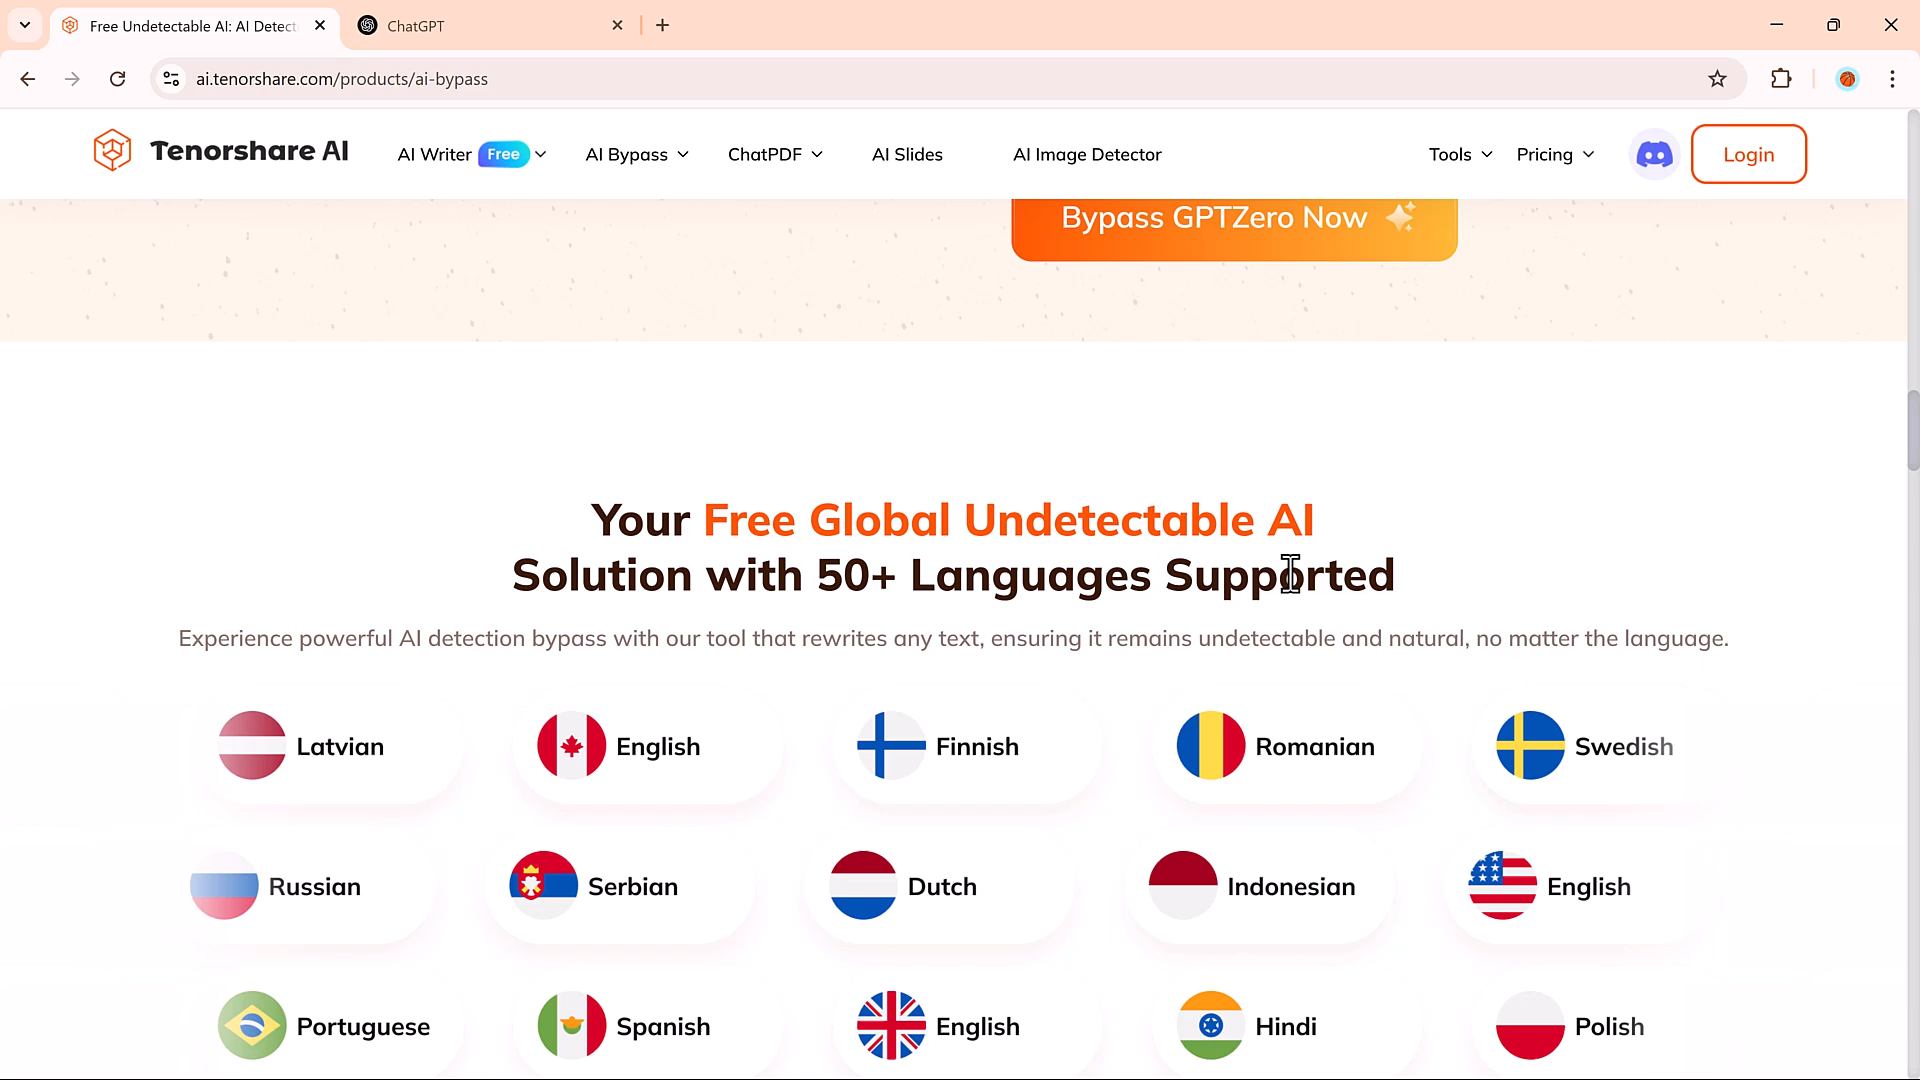 Free Undetectable AI: AI Detect
ChatGPT
ai.tenorshare.com/products/ai-bypass
Tenorshare AI
AI Writer Free
AI Bypass
ChatPDF
AI Slides
AI Image Detector
Tools
Pricing
Login
Bypass GPTZero Now
Your Free Global Undetectable AI
Solution with 50+ Languages Supported
Experience powerful AI detection bypass with our tool that rewrites any text, ensuring it remains undetectable and natural, no matter the language.
Latvian
English
Finnish
Romanian
Swedish
Russian
Serbian
Dutch
Indonesian
English
Portuguese
Spanish
English
Hindi
Polish